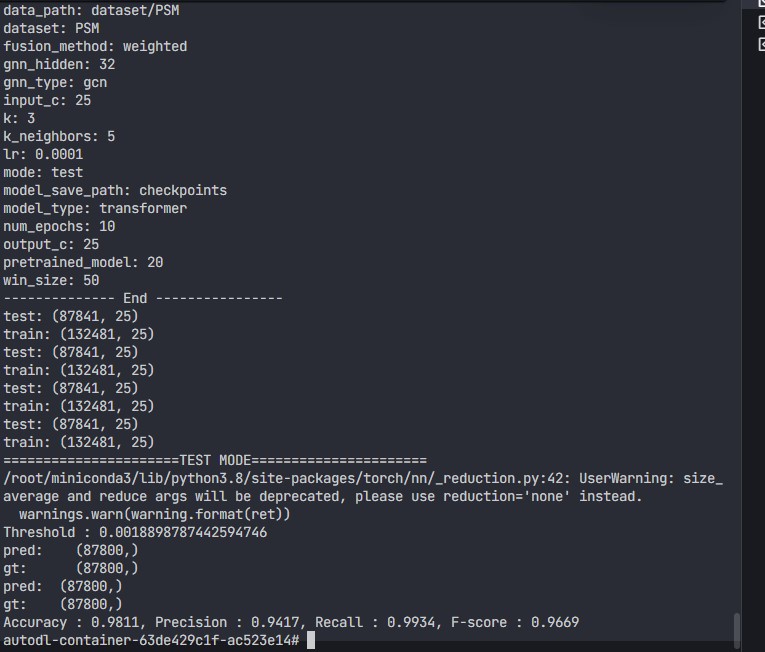 data_path: dataset/PSM
dataset: PSM
fusion_method: weighted
gnn_hidden: 32
gnn_type: gcn
input_c: 25
k: 3
k_neighbors: 5
lr: 0.0001
mode: test
model_save_path: checkpoints
model_type: transformer
num_epochs: 10
output_c: 25
pretrained_model: 20
win_size: 50
-------------- End ----------------
test: (87841, 25)
train: (132481, 25)
test: (87841, 25)
train: (132481, 25)
test: (87841, 25)
train: (132481, 25)
test: (87841, 25)
train: (132481, 25)
======================TEST MODE======================
/root/miniconda3/lib/python3.8/site-packages/torch/nn/_reduction.py:42: UserWarning: size_
average and reduce args will be deprecated, please use reduction='none' instead.
  warnings.warn(warning.format(ret))
Threshold : 0.0018898787442594746
pred:    (87800,)
gt:      (87800,)
pred:  (87800,)
gt:    (87800,)
Accuracy : 0.9811, Precision : 0.9417, Recall : 0.9934, F-score : 0.9669
autodl-container-63de429c1f-ac523e14#